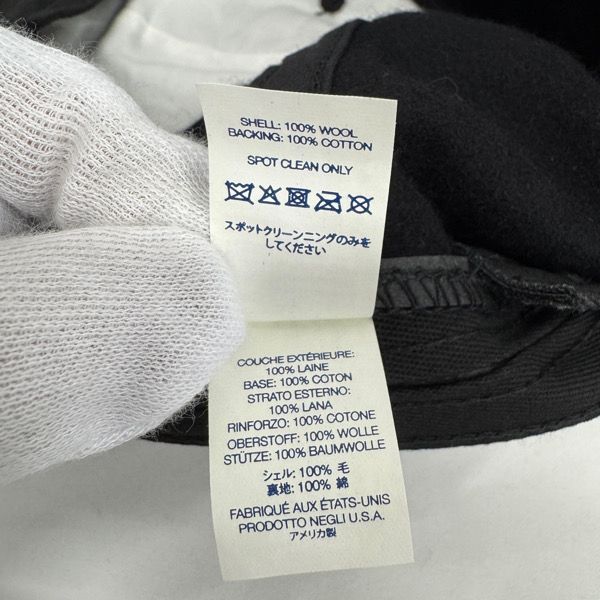 SHELL: 100% WOOL
BACKING: 100% COTTON
SPOT CLEAN ONLY
スポットクリーンニングのみを
してください
COUCHE EXTÉRIEURE:
100% LAINE
BASE: 100% COTON
STRATO ESTERNO:
100% LANA
RINFORZO: 100% COTONE
OBERSTOFF: 100% WOLLE
STÜTZE: 100% BAUMWOLLE
シェル: 100% 毛
裏地: 100% 綿
FABRIQUÉ AUX ÉTATS-UNIS
PRODOTTO NEGLI U.S.A.
アメリカ製